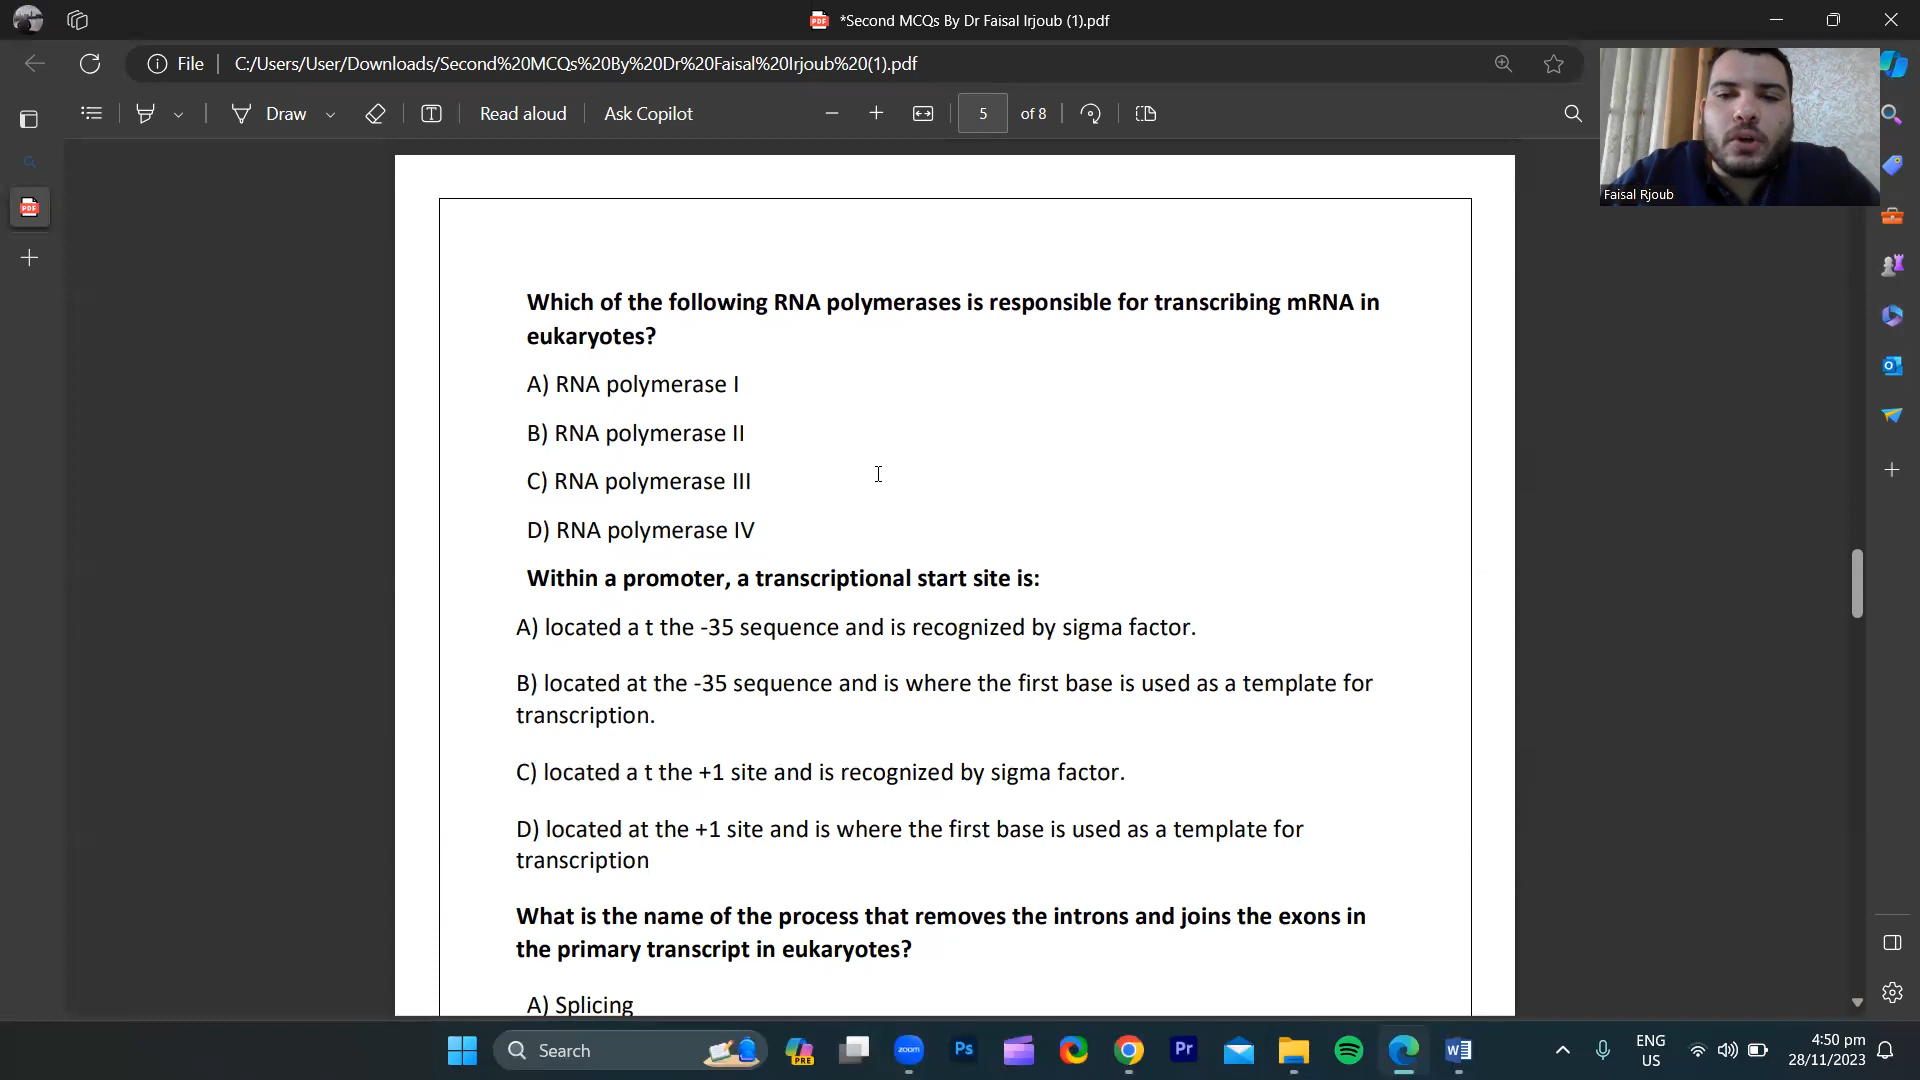 *Second MCQs By Dr Faisal Irjoub (1).pdf
File
C:/Users/User/Downloads/Second%20MCQs%20By%20Dr%20Faisal%20Irjoub%20(1).pdf
Draw
Read aloud
Ask Copilot
5
of 8
Faisal Rjoub
PDF
Which of the following RNA polymerases is responsible for transcribing mRNA in
eukaryotes?
A) RNA polymerase I
B) RNA polymerase II
C) RNA polymerase III
D) RNA polymerase IV
Within a promoter, a transcriptional start site is:
A) located a t the -35 sequence and is recognized by sigma factor.
B) located at the -35 sequence and is where the first base is used as a template for
transcription.
C) located a t the +1 site and is recognized by sigma factor.
D) located at the +1 site and is where the first base is used as a template for
transcription
What is the name of the process that removes the introns and joins the exons in
the primary transcript in eukaryotes?
A) Splicing
Search
PRE
zoom
Ps
Pr
ENG
US
4:50 pm
28/11/2023